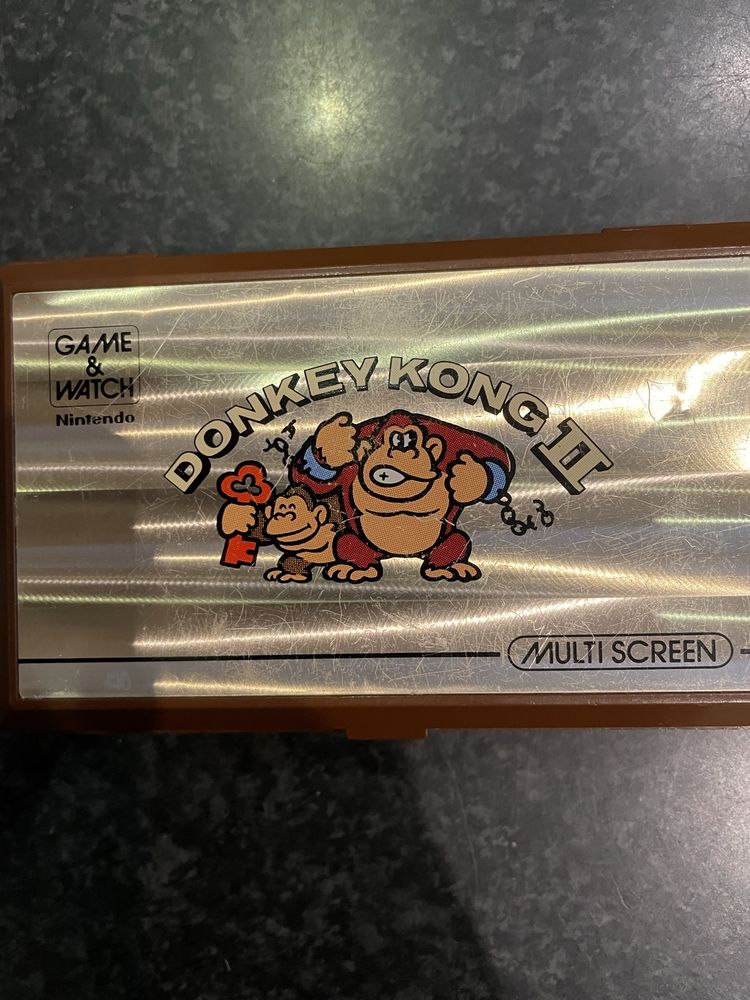 GAME
&
WATCH
Nintendo
DONKEY KONG II
MULTI SCREEN